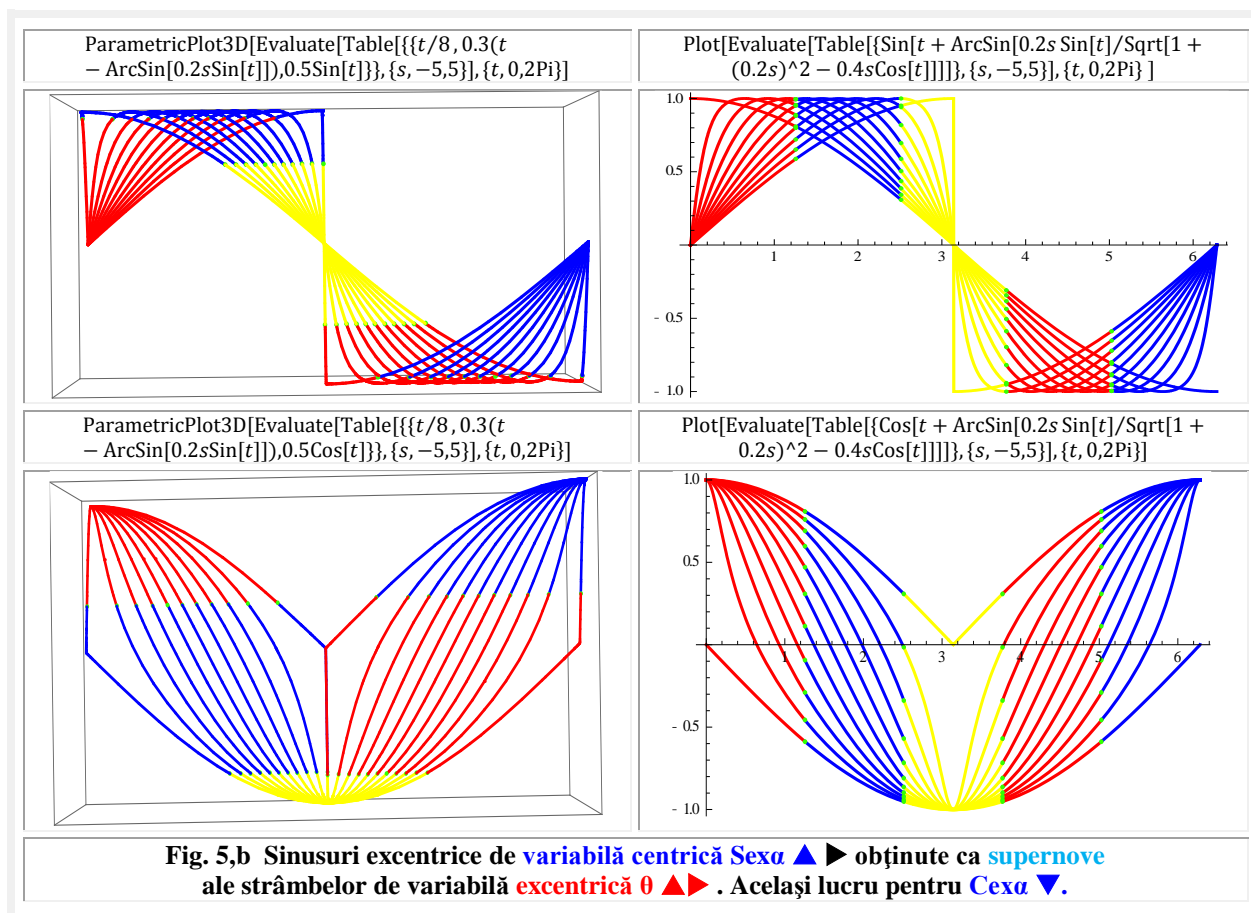 ParametricPlot3D[Evaluate[Table[{{t/8,0.3(t
− ArcSin[0.2sSin[t]]),0.5Sin[t]}},{s,−5,5}],{t,0,2Pi}]
Plot[Evaluate[Table[{Sin[t + ArcSin[0.2s Sin[t]/Sqrt[1 +
(0.2s)^2 − 0.4sCos[t]]]]},{s,−5,5}],{t,0,2Pi} ]
1.0
0.5
1 2 3 4 5 6
- 0.5
- 1.0
ParametricPlot3D[Evaluate[Table[{{t/8,0.3(t
− ArcSin[0.2sSin[t]]),0.5Cos[t]}},{s,−5,5}],{t,0,2Pi}]
Plot[Evaluate[Table[{Cos[t + ArcSin[0.2s Sin[t]/Sqrt[1 +
0.2s)^2 − 0.4sCos[t]]]]},{s,−5,5}],{t,0,2Pi}]
1.0
0.5
1 2 3 4 5 6
- 0.5
- 1.0
Fig. 5,b Sinusuri excentrice de variabilă centrică Sexα ▲ ▶ obţinute ca supernove
ale strâmbelor de variabilă excentrică θ ▲▶ . Acelaşi lucru pentru Cexα ▼.